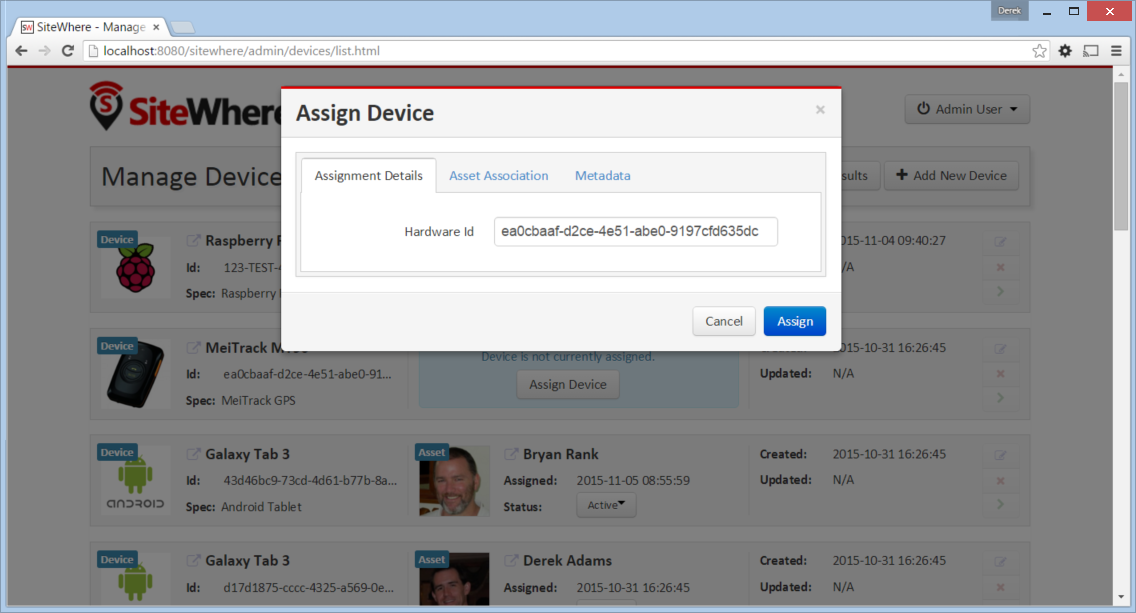 Derek
SW SiteWhere - Manage
localhost:8080/sitewhere/admin/devices/list.html
S SiteWhere
Admin User
Assign Device
Manage Device
Add New Device
Assignment Details Asset Association Metadata
Hardware Id ea0cbaaf-d2ce-4e51-abe0-9197cfd635dc
Cancel Assign
Device
Raspberry
Id: 123-TEST-
Spec: Raspberry
2015-11-04 09:40:27
/A
Device
MeiTrack
Id: ea0cbaaf-d2ce-4e51-abe0-91...
Spec: MeiTrack GPS
Device is not currently assigned.
Assign Device
2015-10-31 16:26:45
Updated: N/A
Device
android
Galaxy Tab 3
Id: 43d46bc9-73cd-4d61-b77b-8a...
Spec: Android Tablet
Asset
Bryan Rank
Assigned: 2015-11-05 08:55:59
Status: Active
Created: 2015-10-31 16:26:45
Updated: N/A
Device
Galaxy Tab 3
Id: d17d1875-cccc-4325-a569-0e...
Asset
Derek Adams
Assigned: 2015-10-31 16:26:45
Created: 2015-10-31 16:26:45
Updated: N/A